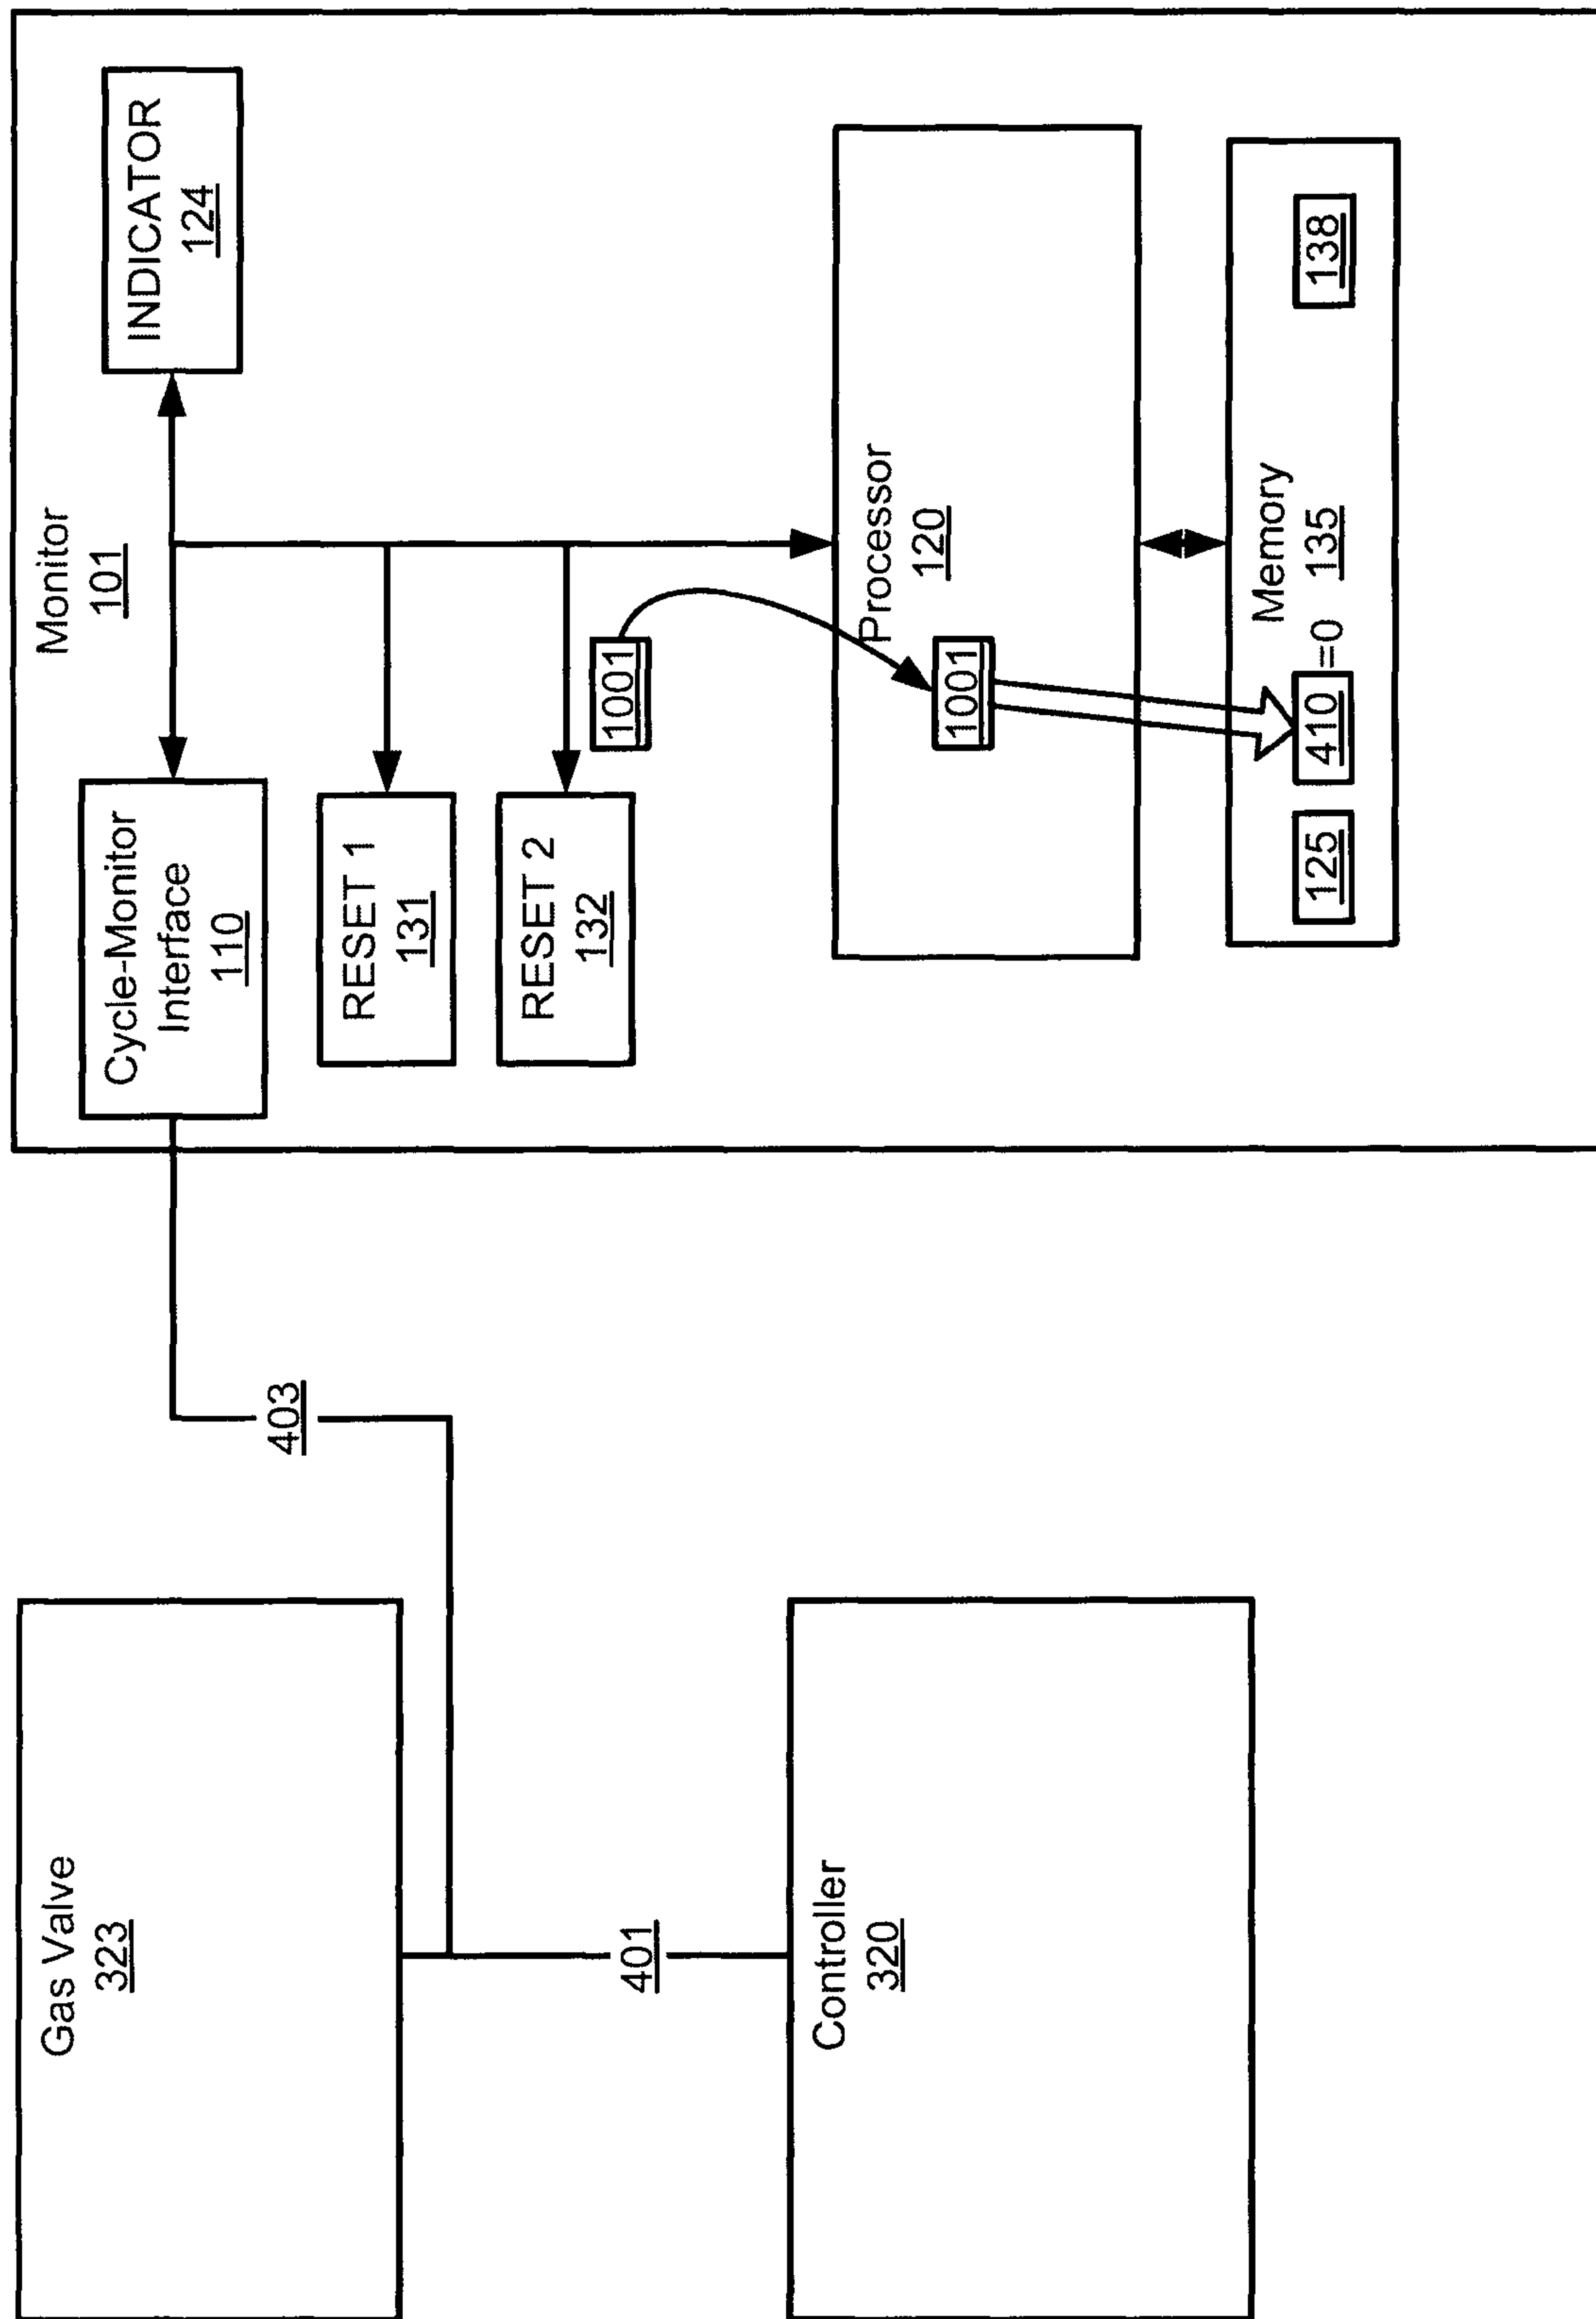 Gas Valve
323
401
Controller
320
403
Monitor
101
Cycle-Monitor
Interface
110
INDICATOR
124
RESET 1
131
RESET 2
132
1001
Processor
120
1001
Memory
135
125
410
=0
138